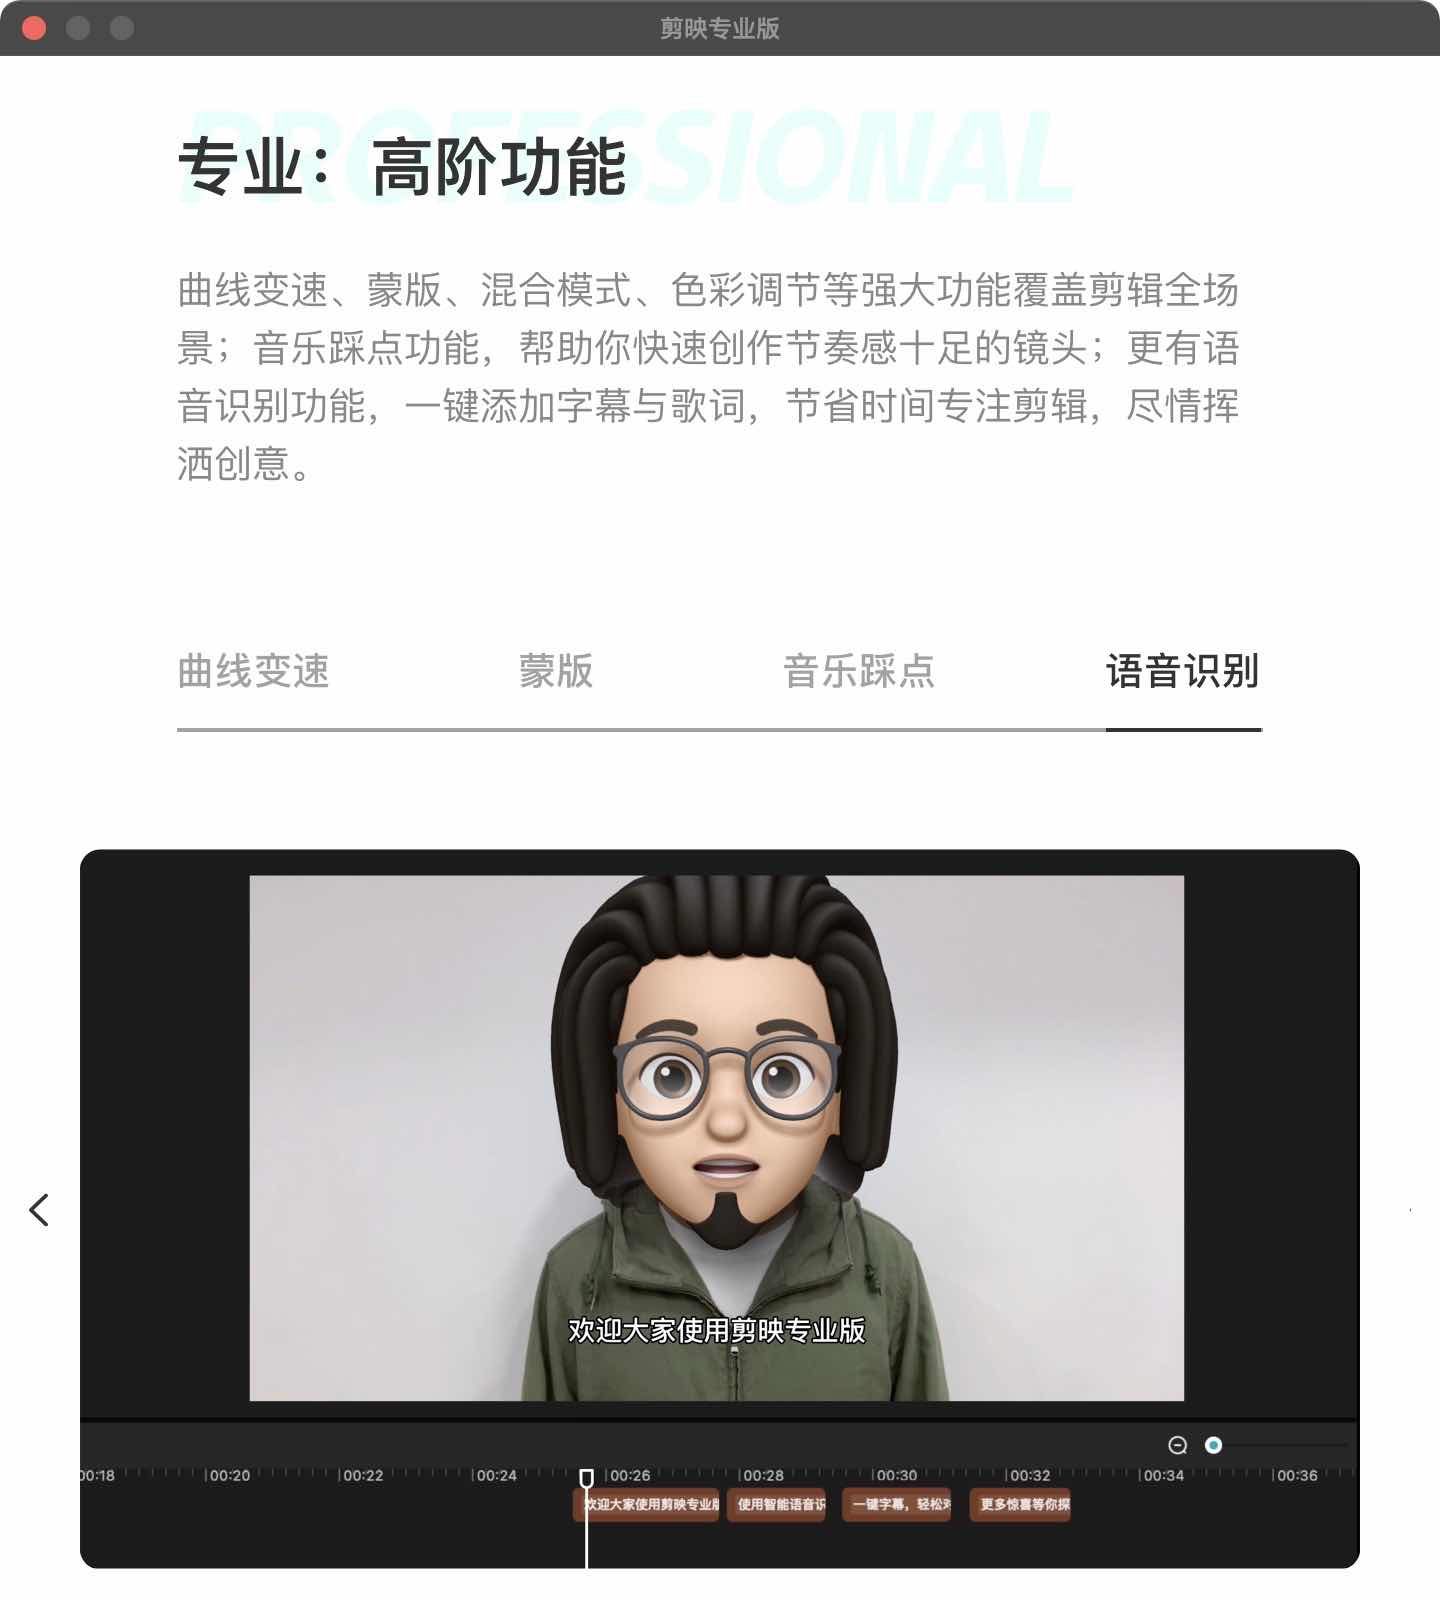 剪映专业版
PROFESSIONAL
专业：高阶功能
曲线变速、蒙版、混合模式、色彩调节等强大功能覆盖剪辑全场
景；音乐踩点功能，帮助你快速创作节奏感十足的镜头；更有语
音识别功能，一键添加字幕与歌词，节省时间专注剪辑，尽情挥
洒创意。
曲线变速 蒙版 音乐踩点 语音识别
欢迎大家使用剪映专业版
00:18 00:20 00:22 00:24 00:26 00:28 00:30 00:32 00:34 00:36
欢迎大家使用剪映专业版 使用智能语音识 一键字幕，轻松对 更多惊喜等你探